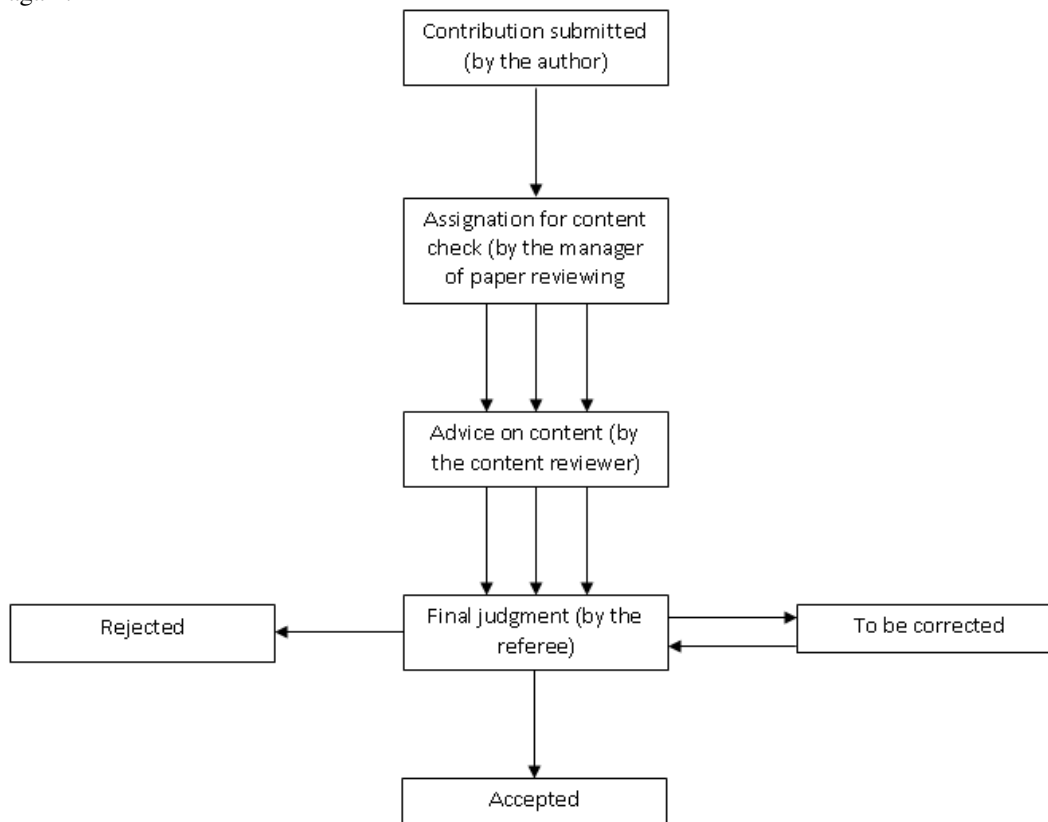 Contribution submitted
(by the author)
Assignation for content
check (by the manager
of paper reviewing
Advice on content (by
the content reviewer)
Rejected
Final judgment (by the
referee)
To be corrected
Accepted